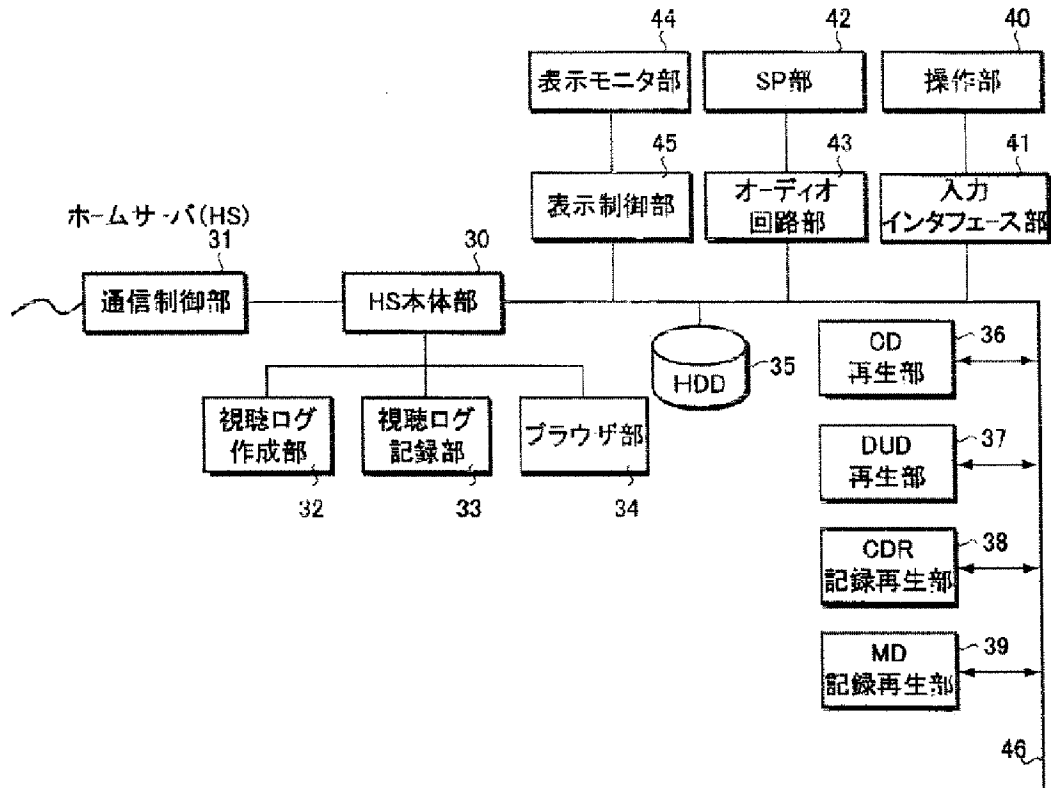 44
42
40
表示モニタ部
SP部
操作部
45
43
41
表示制御部
オーディオ
回路部
入力
インタフェース部
ホームサーバ(HS)
31
30
通信制御部
HS本体部
HDD
35
CD
再生部
36
視聴ログ
作成部
視聴ログ
記録部
ブラウザ部
32
33
34
DUD
再生部
37
CDR
記録再生部
38
MD
記録再生部
39
46